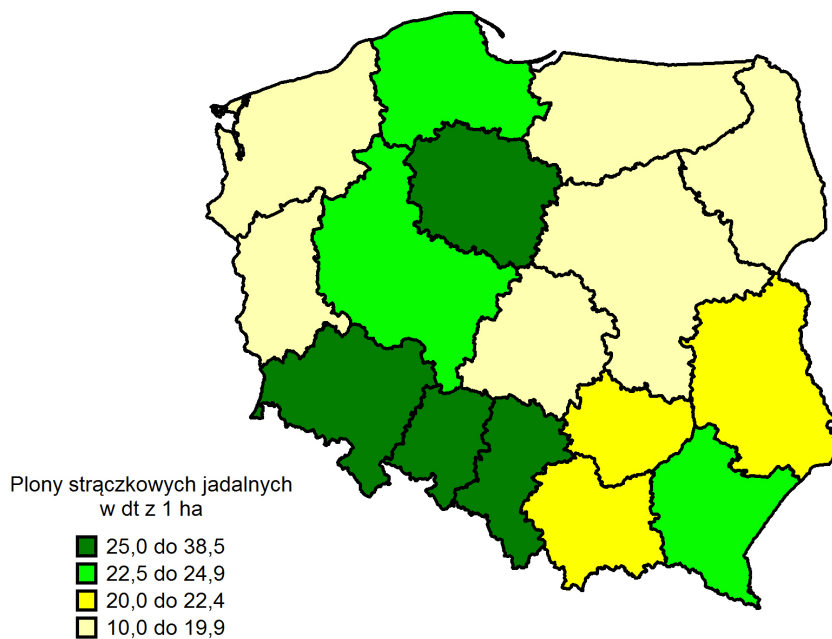 Plony strączkowych jadalnych
w dt z 1 ha
25,0 do 38,5
22,5 do 24,9
20,0 do 22,4
10,0 do 19,9